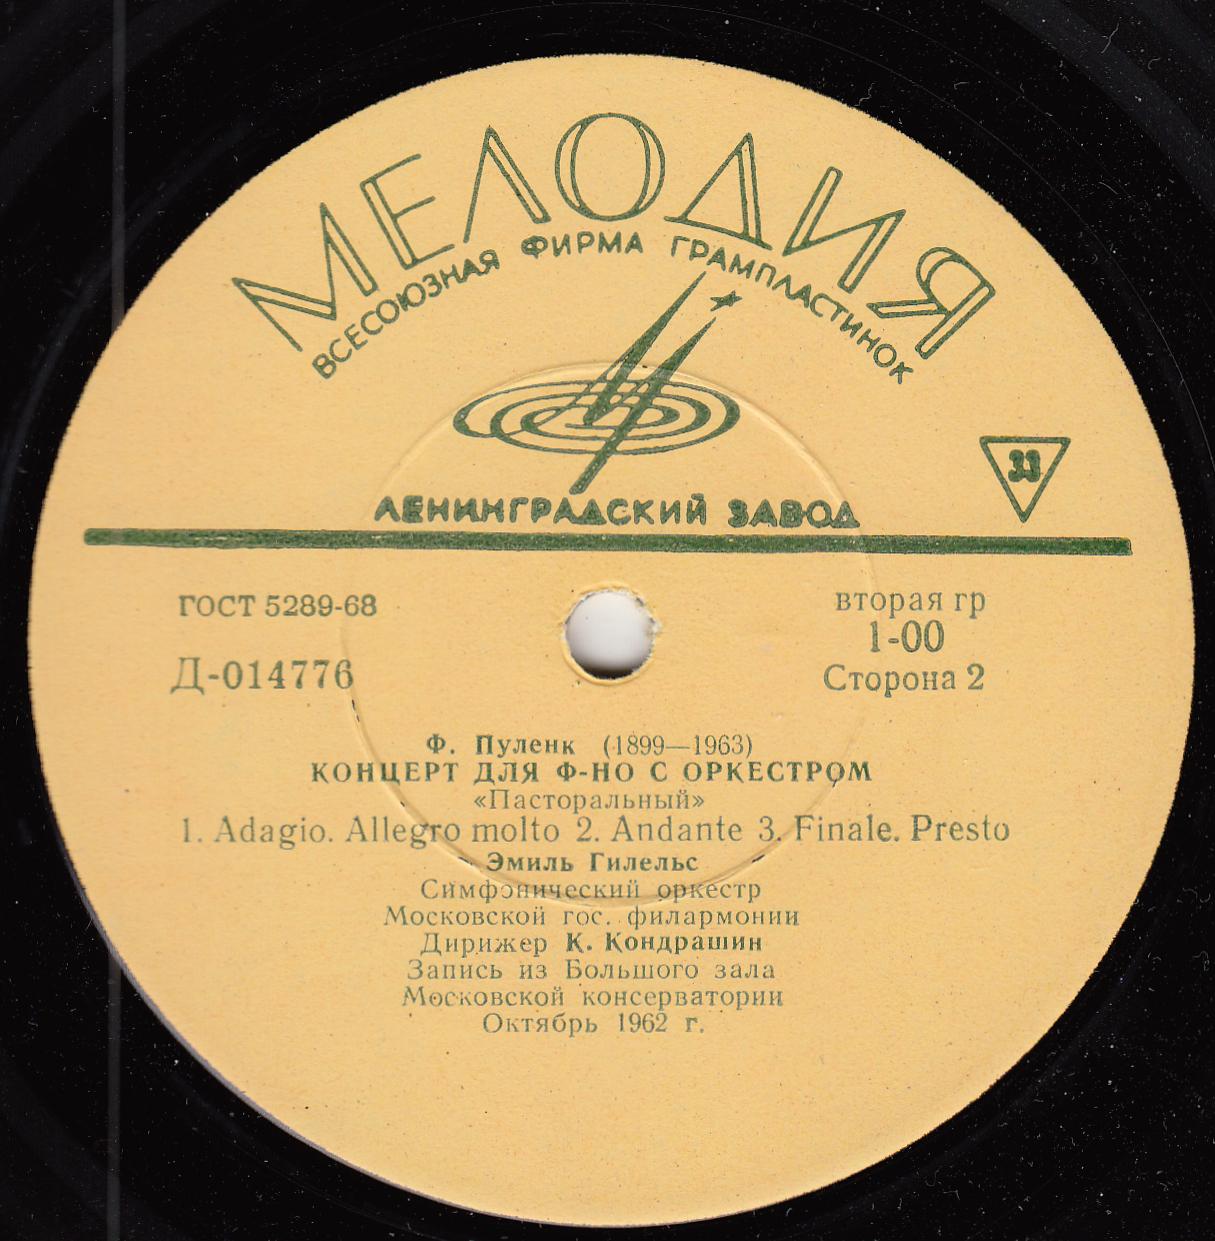 МЕЛОДИЯ
ВСЕСОЮЗНАЯ ФИРМА ГРАМПЛАСТИНОК
ЛЕНИНГРАДСКИЙ ЗАВОД
33
ГОСТ 5289-68
вторая гр
1-00
Д-014776
Сторона 2
Ф. Пуленк (1899—1963)
КОНЦЕРТ ДЛЯ Ф-НО С ОРКЕСТРОМ
«Пасторальный»
1. Adagio. Allegro molto 2. Andante 3. Finale. Presto
Эмиль Гилельс
Симфонический оркестр
Московской гос. филармонии
Дирижер К. Кондрашин
Запись из Большого зала
Московской консерватории
Октябрь 1962 г.